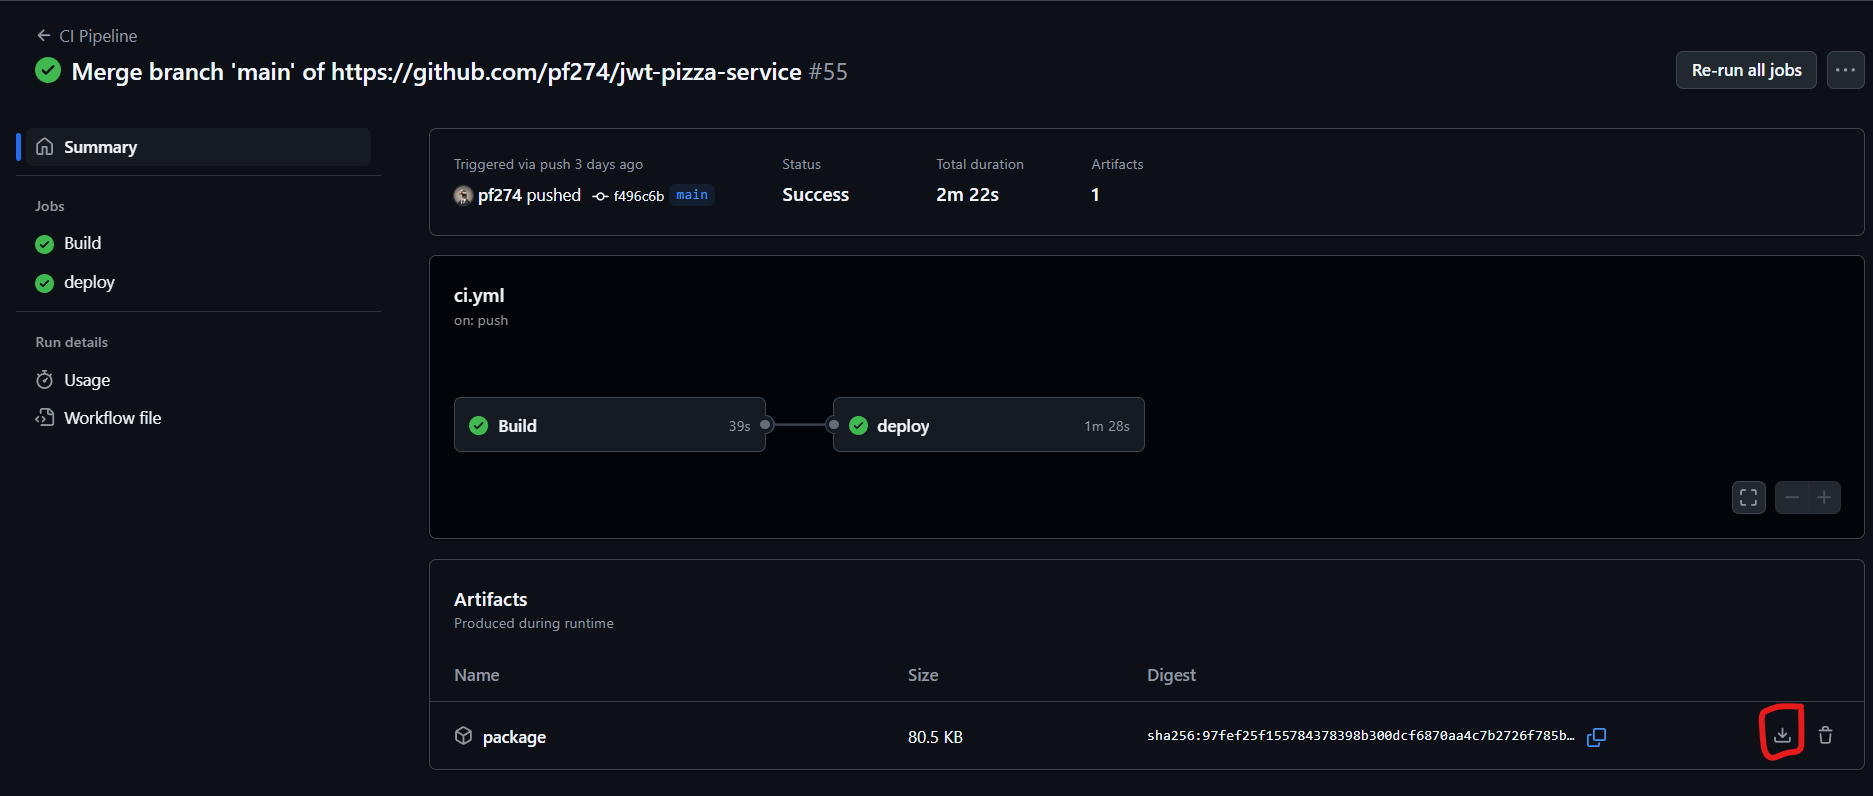 CI Pipeline
Merge branch 'main' of https://github.com/pf274/jwt-pizza-service #55
Re-run all jobs
Summary
Jobs
Build
deploy
Run details
Usage
Workflow file
Triggered via push 3 days ago
pf274 pushed f496c6b main
Status
Success
Total duration
2m 22s
Artifacts
1
ci.yml
on: push
Build 39s
deploy 1m 28s
Artifacts
Produced during runtime
Name Size Digest
package 80.5 KB sha256:97fef25f155784378398b300dcf6870aa4c7b2726f785b…